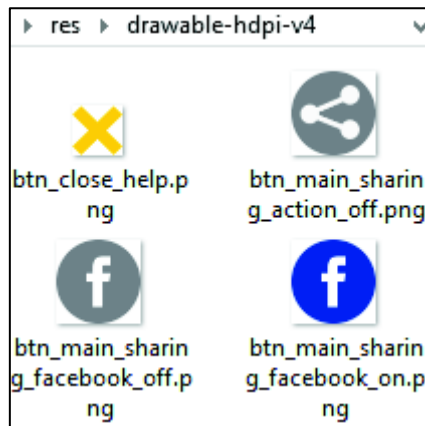 res drawable-hdpi-v4
btn_close_help.p
ng
btn_main_sharin
g_action_off.png
f
f
btn_main_sharin
g_facebook_off.p
ng
btn_main_sharin
g_facebook_on.p
ng